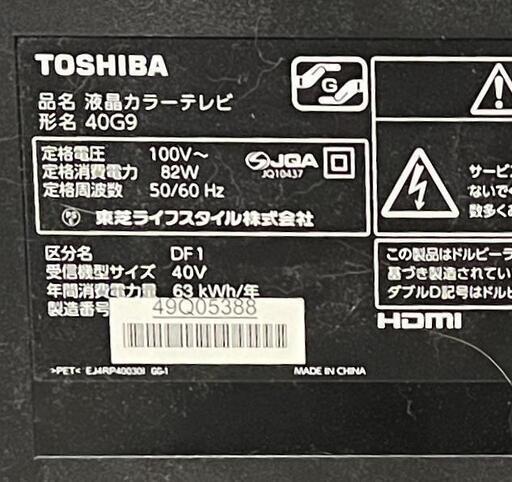 TOSHIBA
品名 液晶カラーテレビ
形名 40G9
定格電圧 100V～
定格消費電力 82W
定格周波数 50/60 Hz
JQA
JQ10437
東芝ライフスタイル株式会社
区分名 DF1
受信機型サイズ 40V
年間消費電力量 63 kWh/年
製造番号 49Q05388
>PET< EJ4RP40030I GG-1
MADE IN CHINA
G
サービス
ないで
数多くあ
この製品はドルビーラ
基づき製造されてい
ダブルD記号はドルビ
HDMI